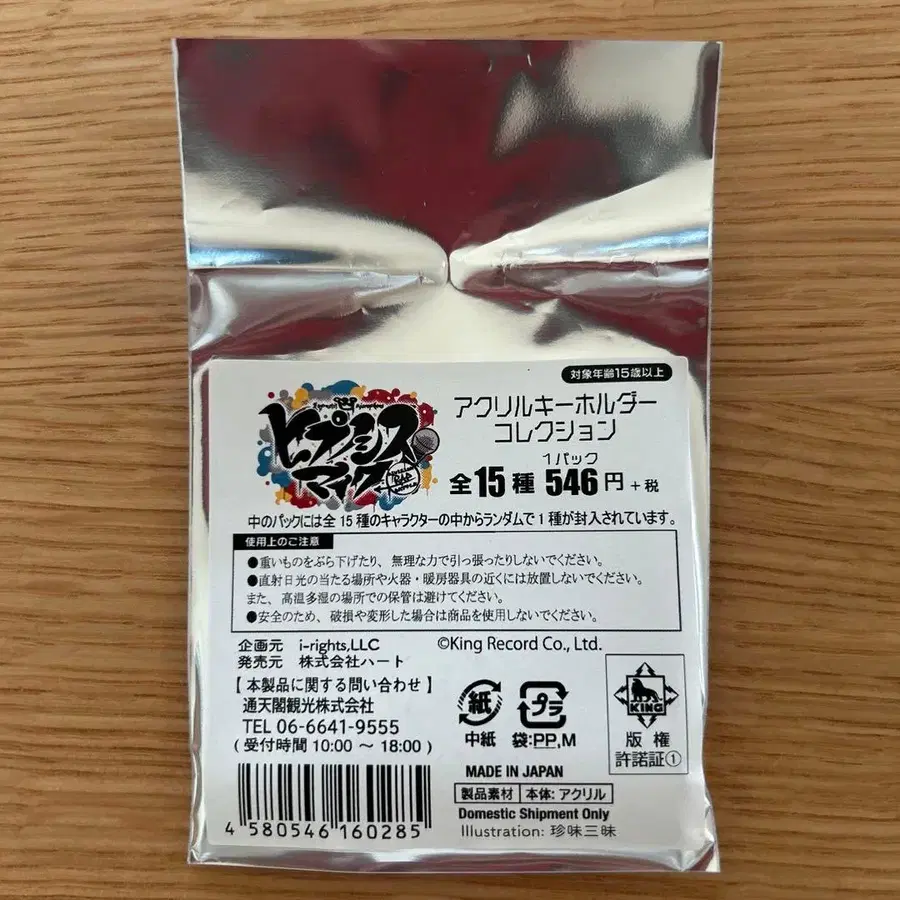 対象年齢15歳以上
ヒプノシスマイク
アクリルキーホルダー
コレクション
1パック
全15種 546円+税
中のパックには全15種のキャラクターの中からランダムで1種が封入されています。
使用上のご注意
●重いものをぶら下げたり、無理な力で引っ張ったりしないでください。
●直射日光の当たる場所や火器・暖房器具の近くには放置しないでください。
また、高温多湿の場所での保管は避けてください。
●安全のため、破損や変形した場合は商品を使用しないでください。
企画元 i-rights,LLC ©King Record Co., Ltd.
発売元 株式会社ハート
【本製品に関する問い合わせ】
通天閣観光株式会社
TEL 06-6641-9555
(受付時間 10:00 ～ 18:00)
紙
中紙
プラ
袋:PP,M
KING
版権
許諾証①
MADE IN JAPAN
製品素材 本体: アクリル
Domestic Shipment Only
Illustration: 珍味三昧
4 580546 160285